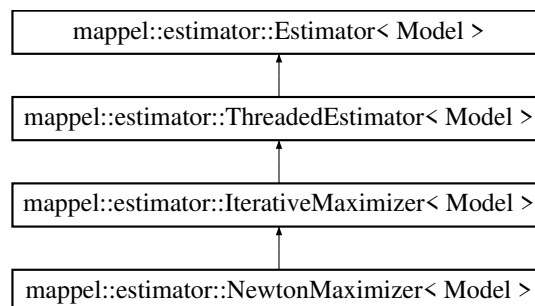 mappel::estimator::Estimator< Model >
mappel::estimator::ThreadedEstimator< Model >
mappel::estimator::IterativeMaximizer< Model >
mappel::estimator::NewtonMaximizer< Model >